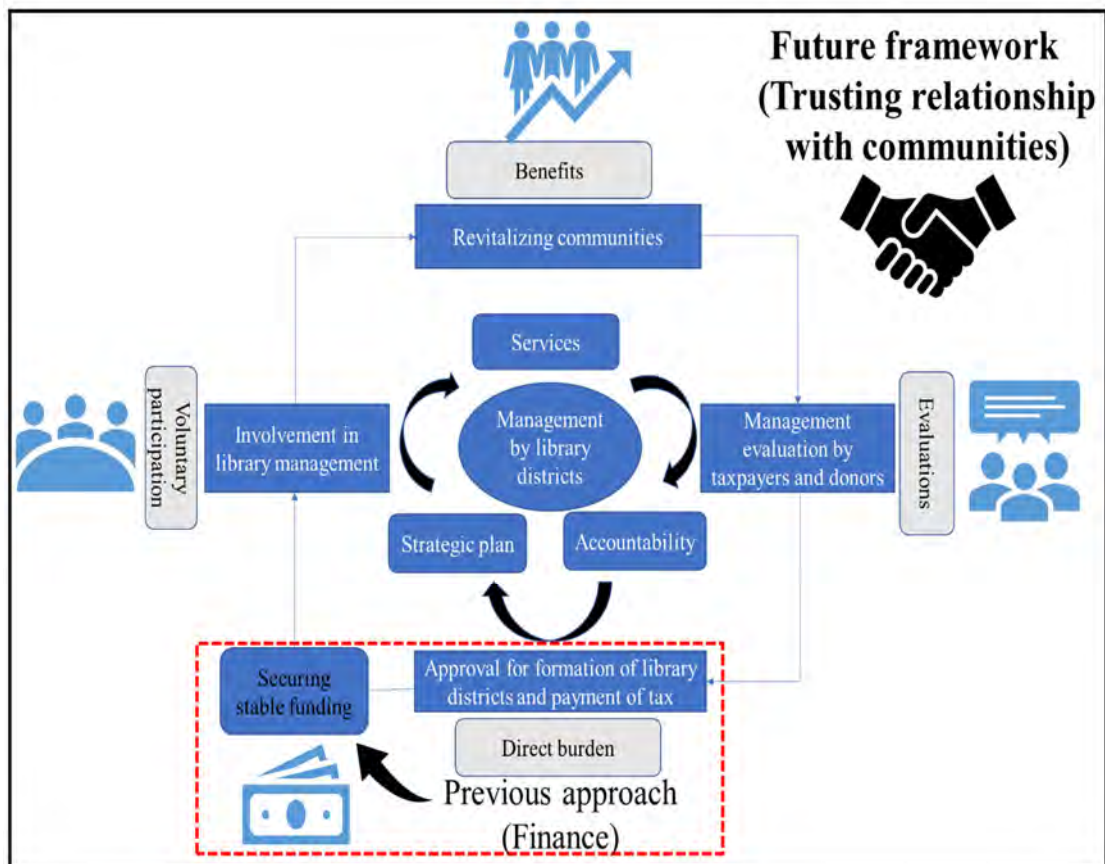 Future framework
(Trusting relationship
with communities)
Benefits
Revitalizing communities
Services
Voluntary
participation
Involvement in
library management
Management
by library
districts
Management
evaluation by
taxpayers and donors
Evaluations
Strategic plan
Accountability
Securing
stable funding
Approval for formation of library
districts and payment of tax
Direct burden
Previous approach
(Finance)